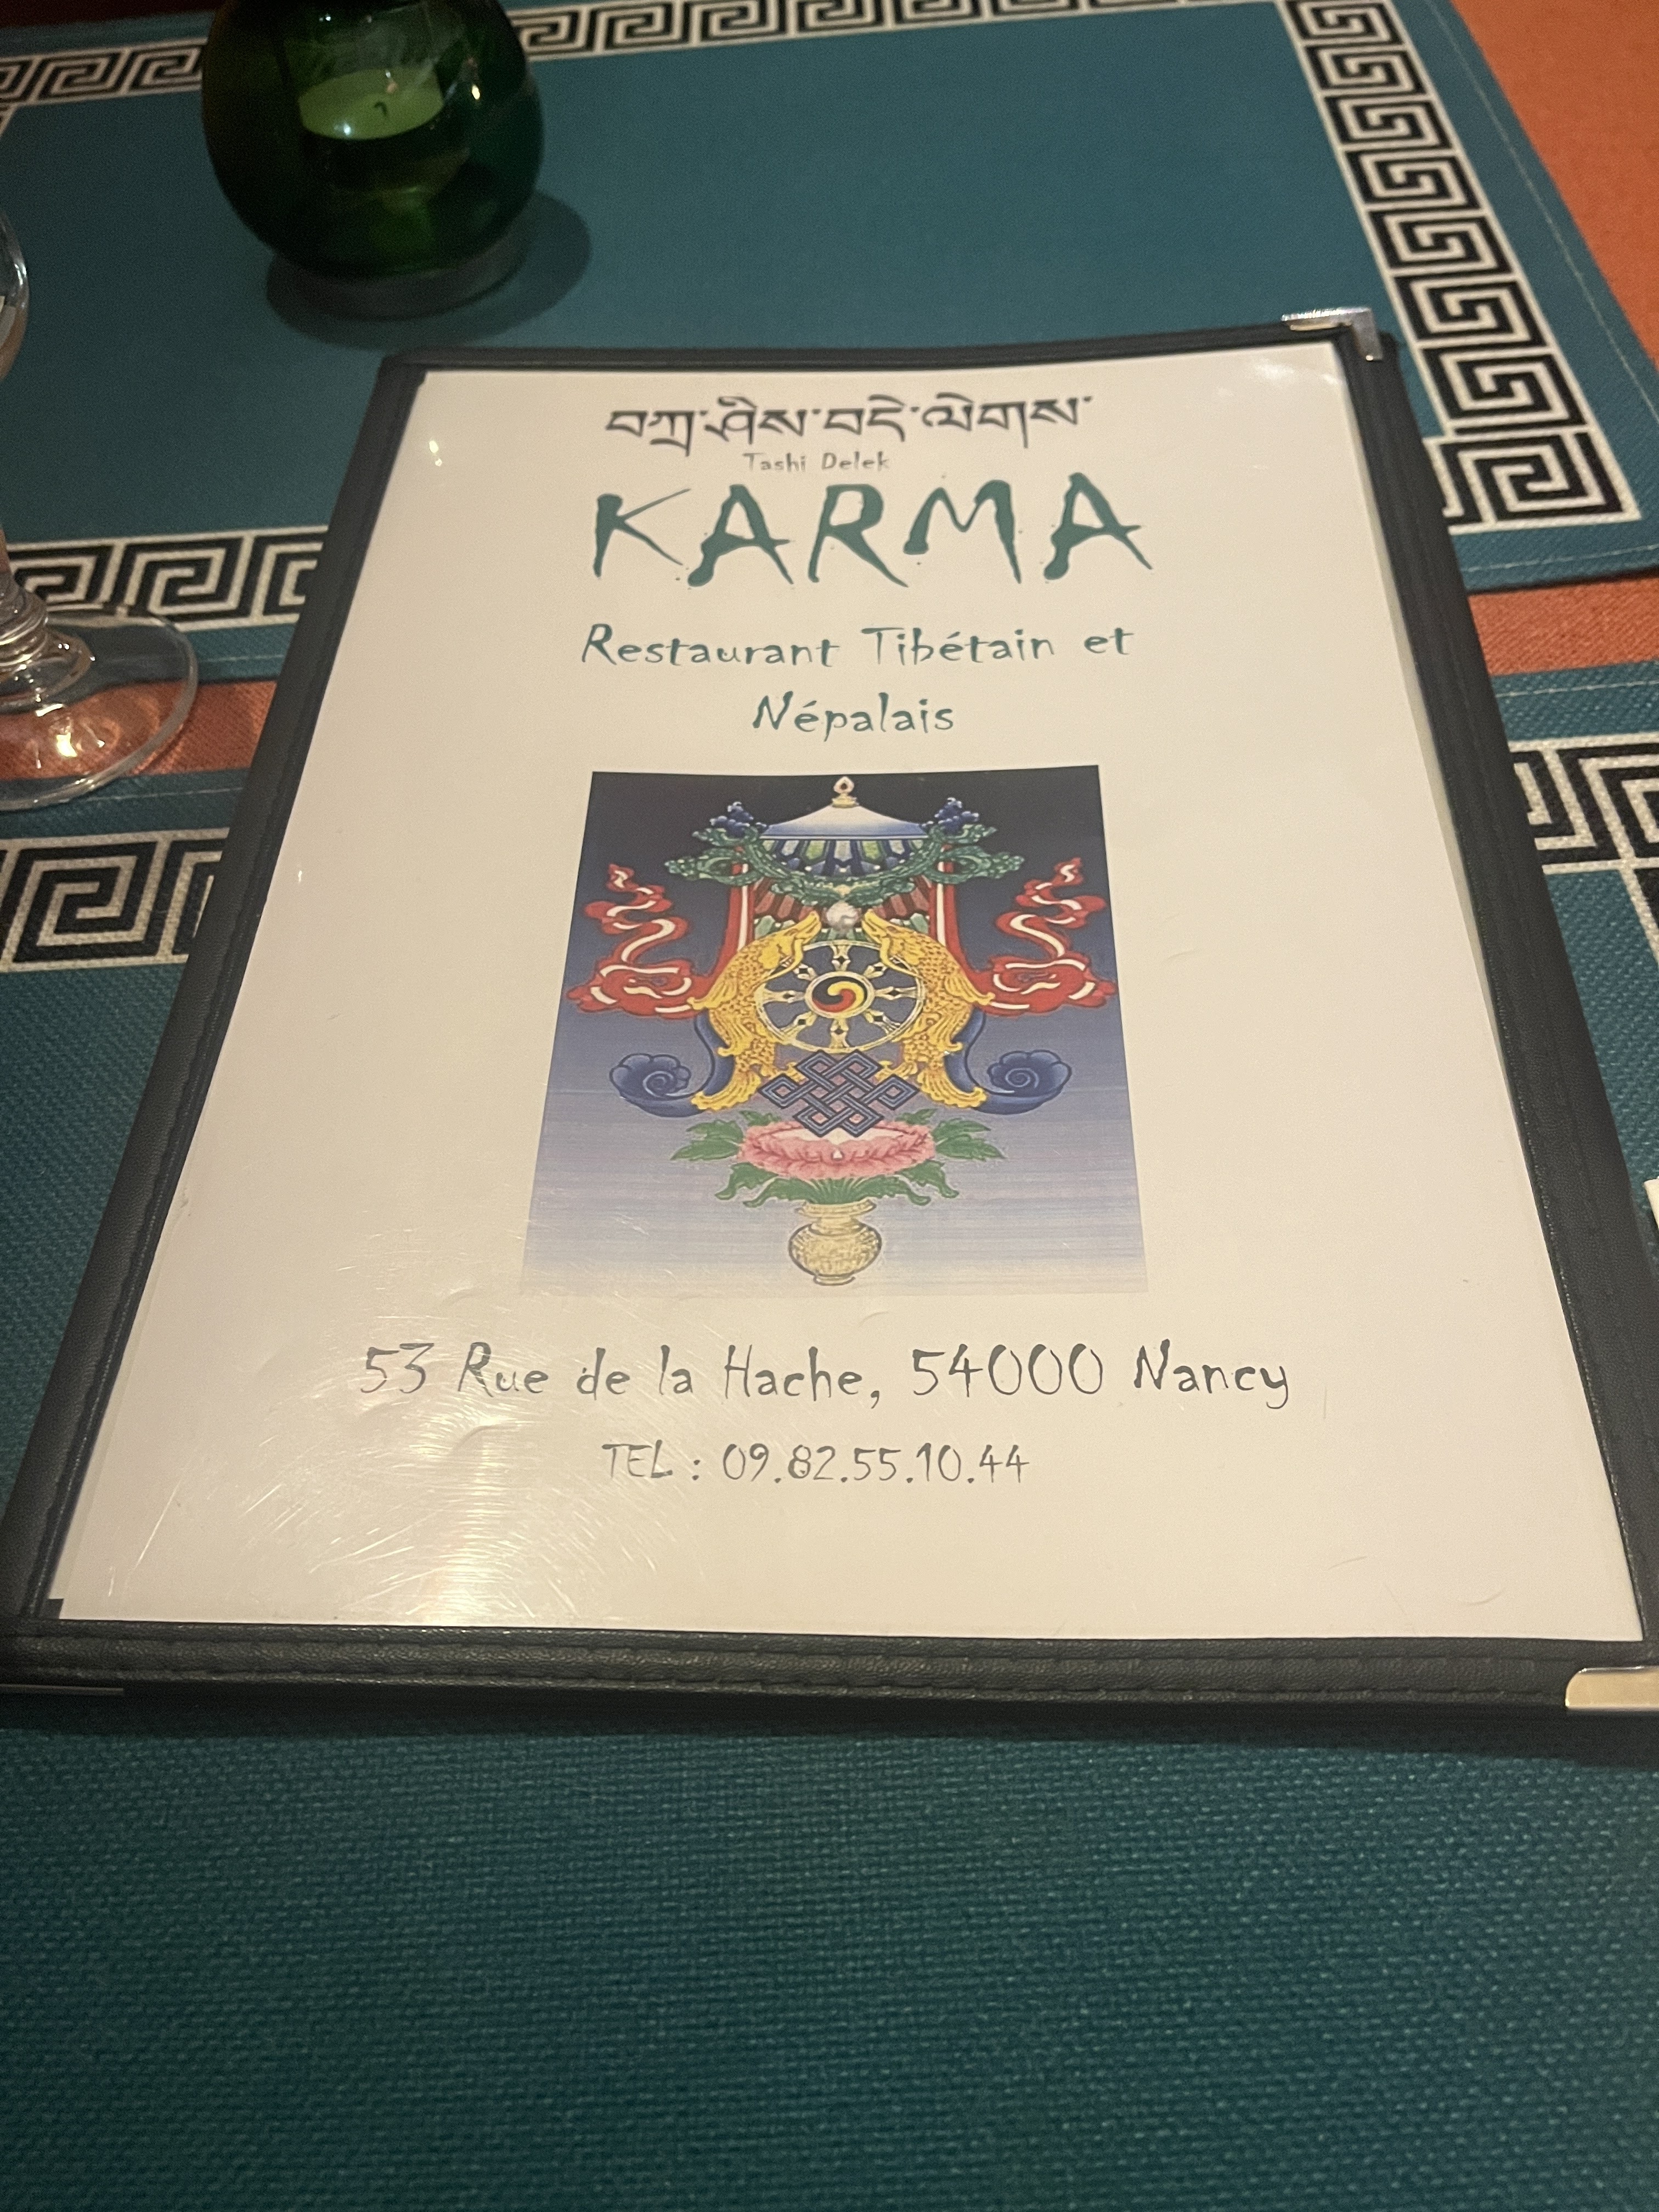 བཀྲ་ཤིས་བདེ་ལེགས་
Tashi Delek
KARMA
Restaurant Tibétain et
Népalais
53 Rue de la Hache, 54000 Nancy
TEL : 09.82.55.10.44